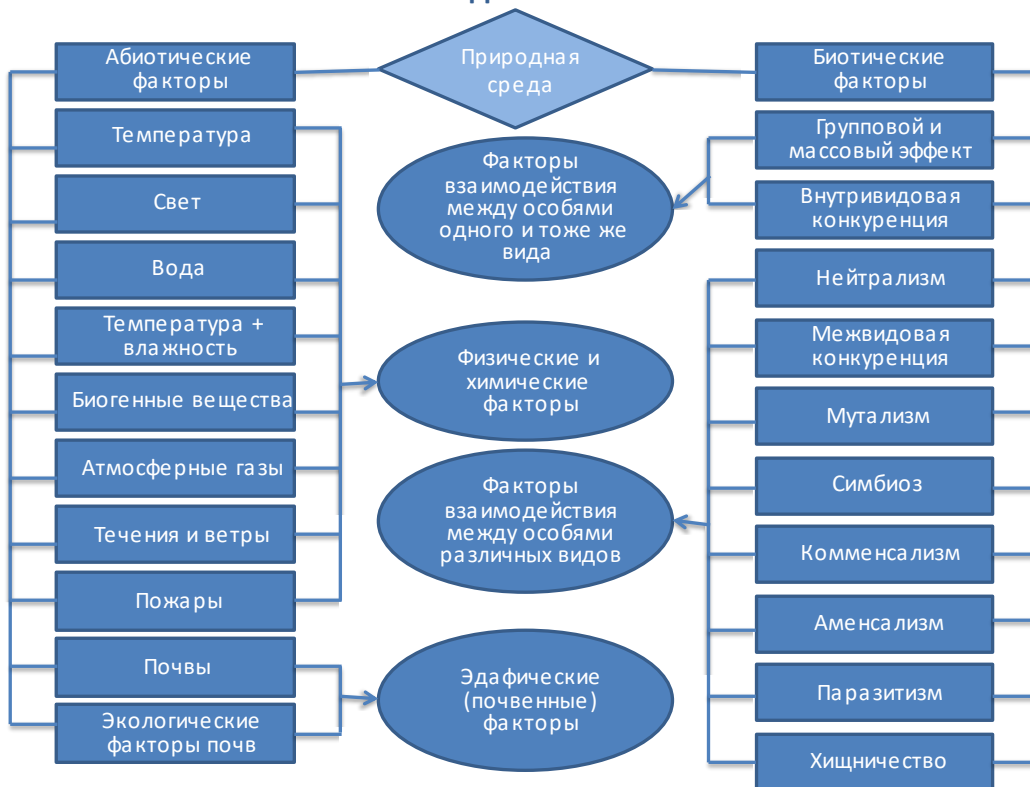 Абиотические
факторы
Природная
среда
Биотические
факторы
Температура
Свет
Вода
Температура +
влажность
Биогенные вещества
Атмосферные газы
Течения и ветры
Пожары
Почвы
Экологические
факторы почв
Факторы
взаимодействия
между особями
одного и тоже же
вида
Физические и
химические
факторы
Факторы
взаимодействия
между особями
различных видов
Эдафические
(почвенные)
факторы
Групповой и
массовый эффект
Внутривидовая
конкуренция
Нейтрализм
Межвидовая
конкуренция
Мутализм
Симбиоз
Комменсализм
Аменсализм
Паразитизм
Хищничество